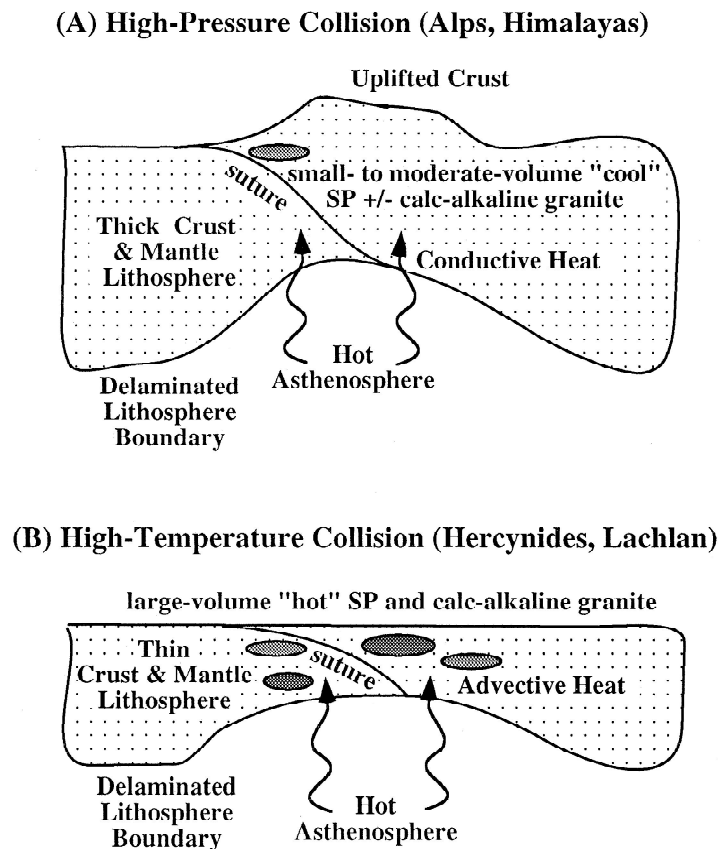 (A) High-Pressure Collision (Alps, Himalayas)
Uplifted Crust
suture
small- to moderate-volume "cool"
SP +/- calc-alkaline granite
Thick Crust
& Mantle
Lithosphere
Conductive Heat
Hot
Asthenosphere
Delaminated
Lithosphere
Boundary
(B) High-Temperature Collision (Hercynides, Lachlan)
large-volume "hot" SP and calc-alkaline granite
Thin
Crust & Mantle
Lithosphere
suture
Advective Heat
Delaminated
Lithosphere
Boundary
Hot
Asthenosphere